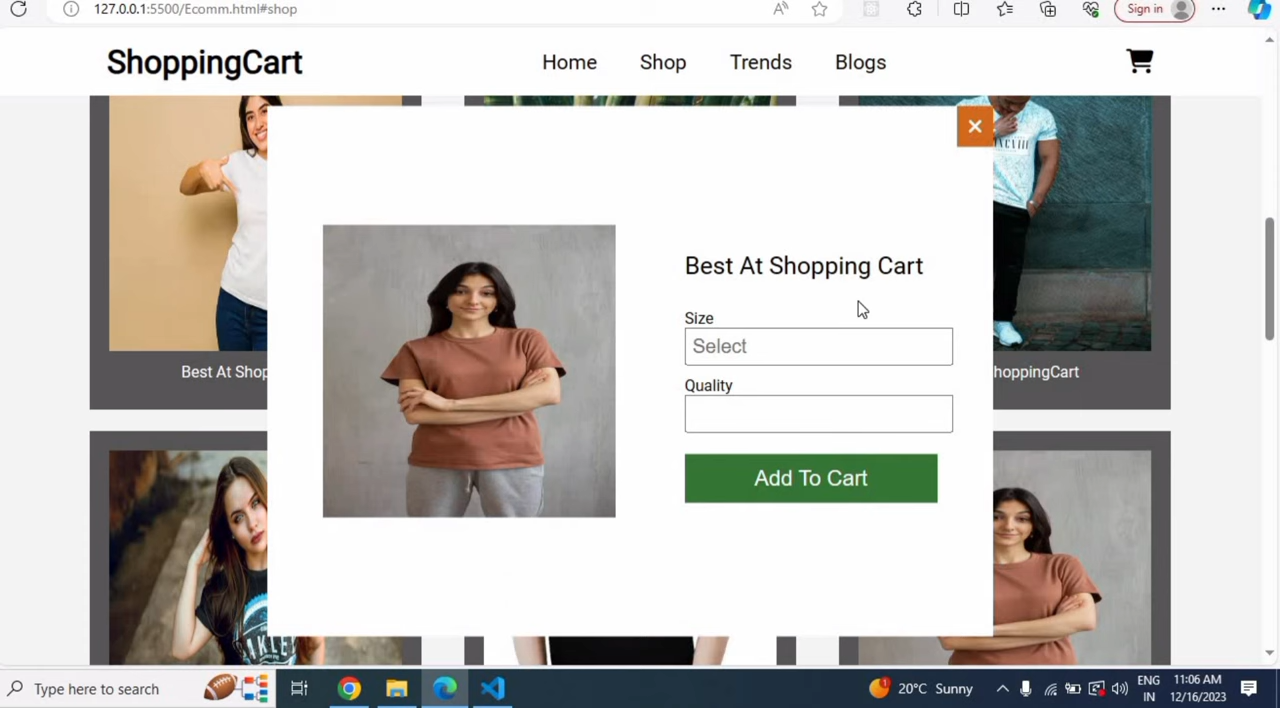 127.0.0.1:5500/Ecomm.html#shop
Sign in
ShoppingCart
Home
Shop
Trends
Blogs
Best At Shopping Cart
Size
Select
Quality
Add To Cart
Best At Shop
hoppingCart
Type here to search
20°C Sunny
ENG
IN
11:06 AM
12/16/2023